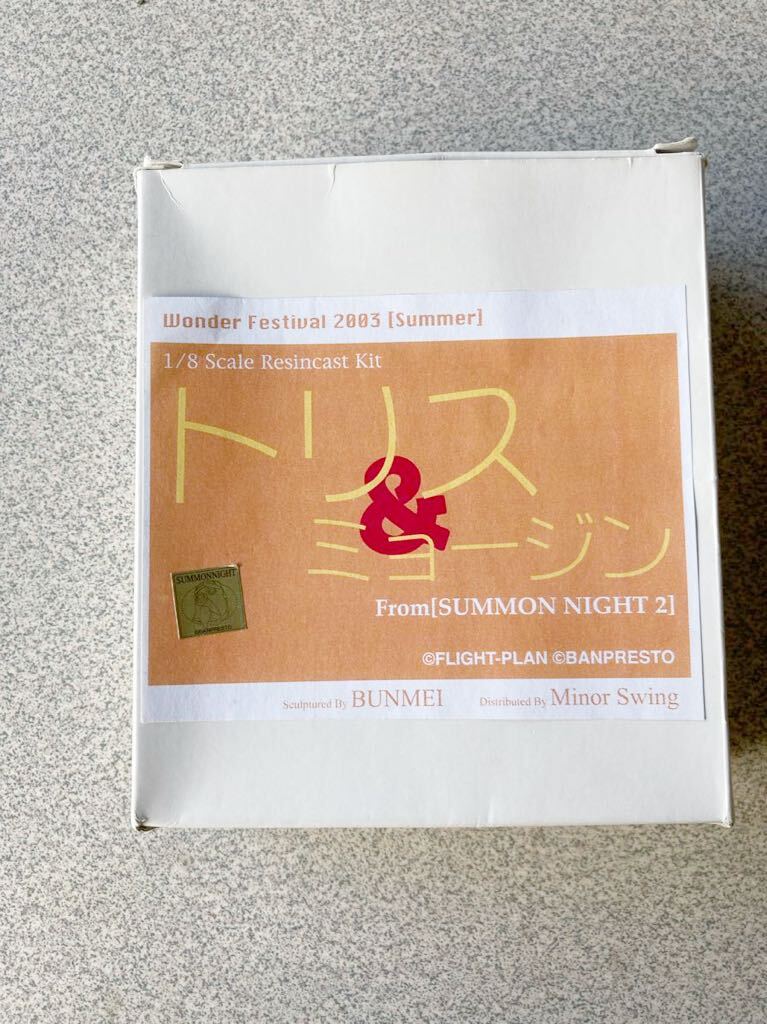 Wonder Festival 2003 [Summer]
1/8 Scale Resincast Kit
トリス
&
ミョージン
SUMMONNIGHT
©BANPRESTO
From[SUMMON NIGHT 2]
©FLIGHT-PLAN ©BANPRESTO
Sculptured By BUNMEI Distributed By Minor Swing